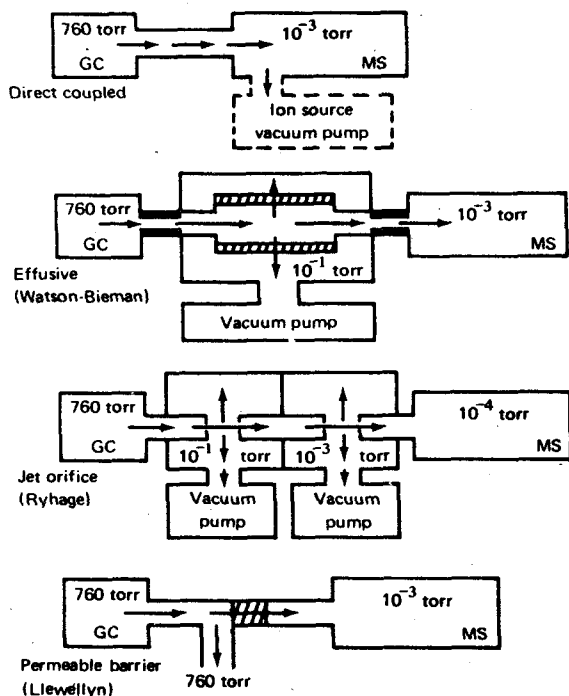 760 torr
10⁻³ torr
GC
MS
Direct coupled
Ion source
vacuum pump
760 torr
10⁻³ torr
GC
MS
Effusive
(Watson-Bieman)
10⁻¹ torr
Vacuum pump
760 torr
10⁻⁴ torr
GC
10⁻¹ torr
10⁻³ torr
MS
Jet orifice
(Ryhage)
Vacuum
pump
Vacuum
pump
760 torr
10⁻³ torr
GC
MS
Permeable barrier
(Llewellyn)
760 torr